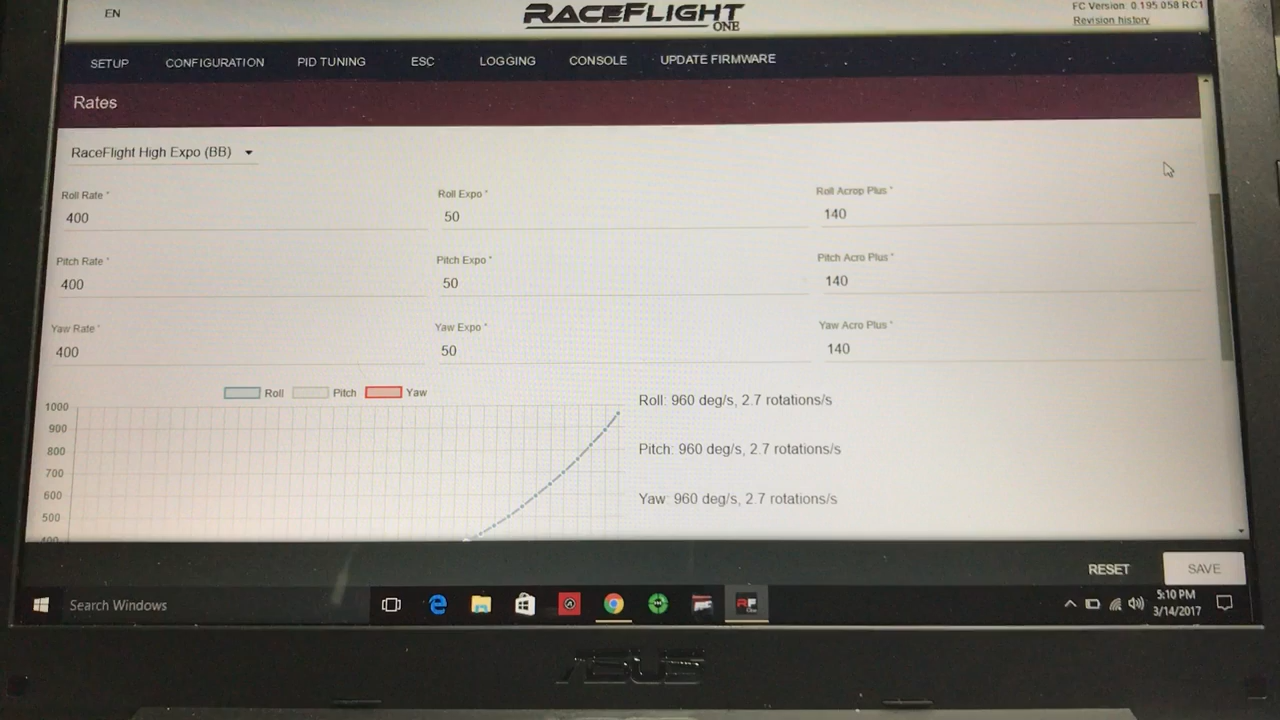 EN
RACEFLIGHT
ONE
FC Version: 0.195.058 RC1
Revision history
SETUP CONFIGURATION PID TUNING ESC LOGGING CONSOLE UPDATE FIRMWARE
Rates
RaceFlight High Expo (BB)
Roll Rate * Roll Expo * Roll Acrop Plus *
400 50 140
Pitch Rate * Pitch Expo * Pitch Acro Plus *
400 50 140
Yaw Rate * Yaw Expo * Yaw Acro Plus *
400 50 140
Roll Pitch Yaw
1000
900
800
700
600
500
400
Roll: 960 deg/s, 2.7 rotations/s
Pitch: 960 deg/s, 2.7 rotations/s
Yaw: 960 deg/s, 2.7 rotations/s
RESET SAVE
Search Windows
RF
5:10 PM
3/14/2017
ASUS